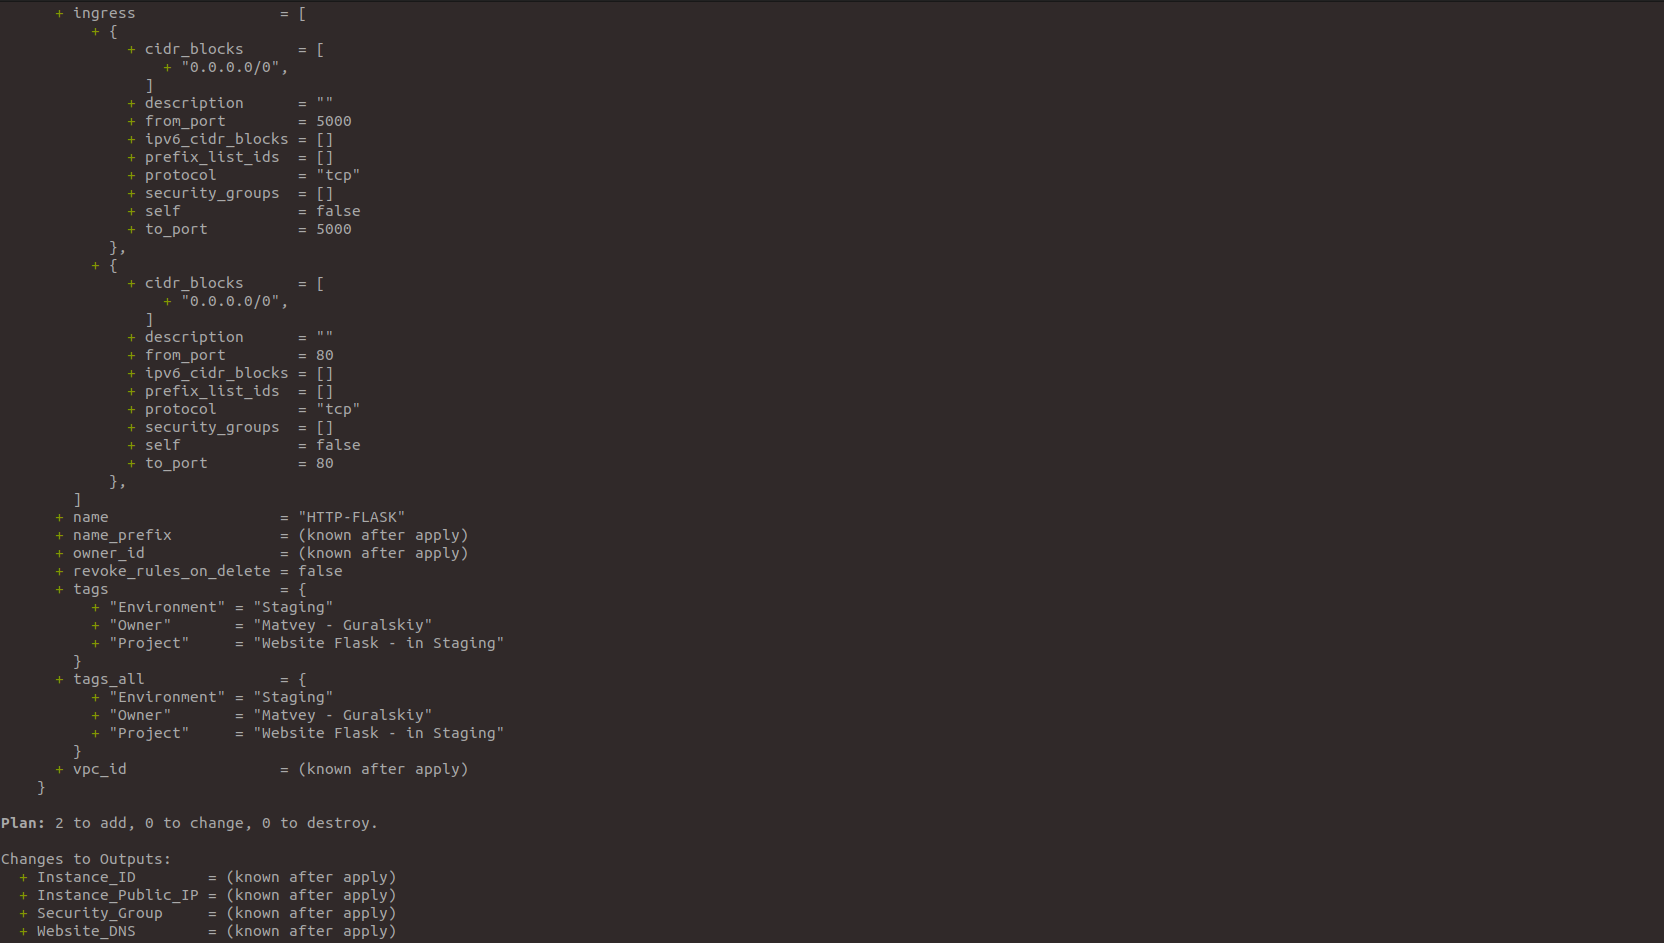 + ingress                = [
          + {
              + cidr_blocks      = [
                  + "0.0.0.0/0",
                ]
              + description      = ""
              + from_port        = 5000
              + ipv6_cidr_blocks = []
              + prefix_list_ids  = []
              + protocol         = "tcp"
              + security_groups  = []
              + self             = false
              + to_port          = 5000
            },
          + {
              + cidr_blocks      = [
                  + "0.0.0.0/0",
                ]
              + description      = ""
              + from_port        = 80
              + ipv6_cidr_blocks = []
              + prefix_list_ids  = []
              + protocol         = "tcp"
              + security_groups  = []
              + self             = false
              + to_port          = 80
            },
        ]
      + name                   = "HTTP-FLASK"
      + name_prefix            = (known after apply)
      + owner_id               = (known after apply)
      + revoke_rules_on_delete = false
      + tags                   = {
          + "Environment" = "Staging"
          + "Owner"       = "Matvey - Guralskiy"
          + "Project"     = "Website Flask - in Staging"
        }
      + tags_all               = {
          + "Environment" = "Staging"
          + "Owner"       = "Matvey - Guralskiy"
          + "Project"     = "Website Flask - in Staging"
        }
      + vpc_id                 = (known after apply)
    }
Plan: 2 to add, 0 to change, 0 to destroy.
Changes to Outputs:
  + Instance_ID        = (known after apply)
  + Instance_Public_IP = (known after apply)
  + Security_Group     = (known after apply)
  + Website_DNS        = (known after apply)